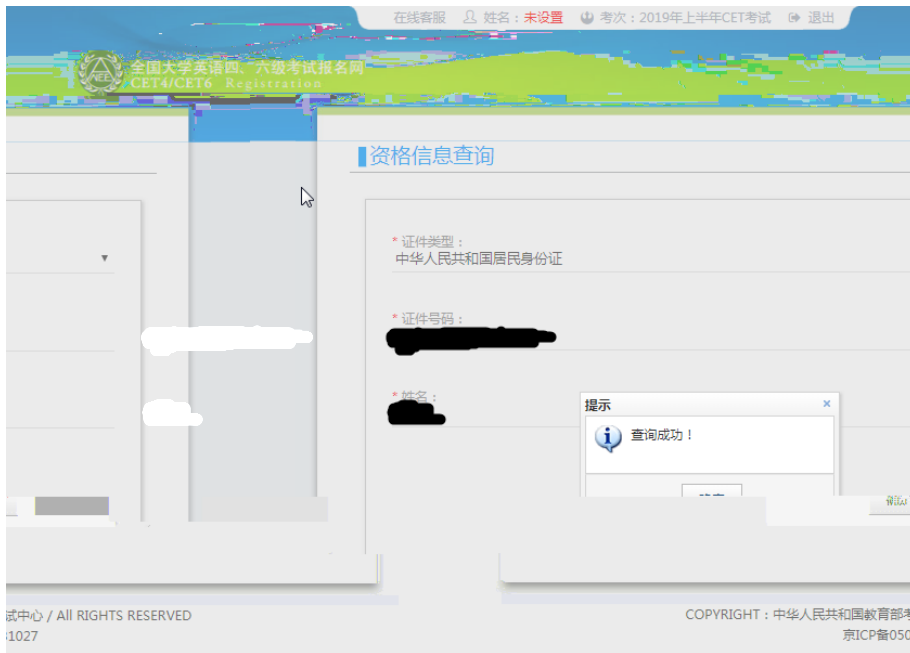 在线客服 姓名：未设置 考次：2019年上半年CET考试 退出
全国大学英语四、六级考试报名网
CET4/CET6 Registration
资格信息查询
* 证件类型：
中华人民共和国居民身份证
* 证件号码：
* 姓名：
提示
查询成功！
试中心 / All RIGHTS RESERVED
COPYRIGHT：中华人民共和国教育部考
1027
京ICP备050